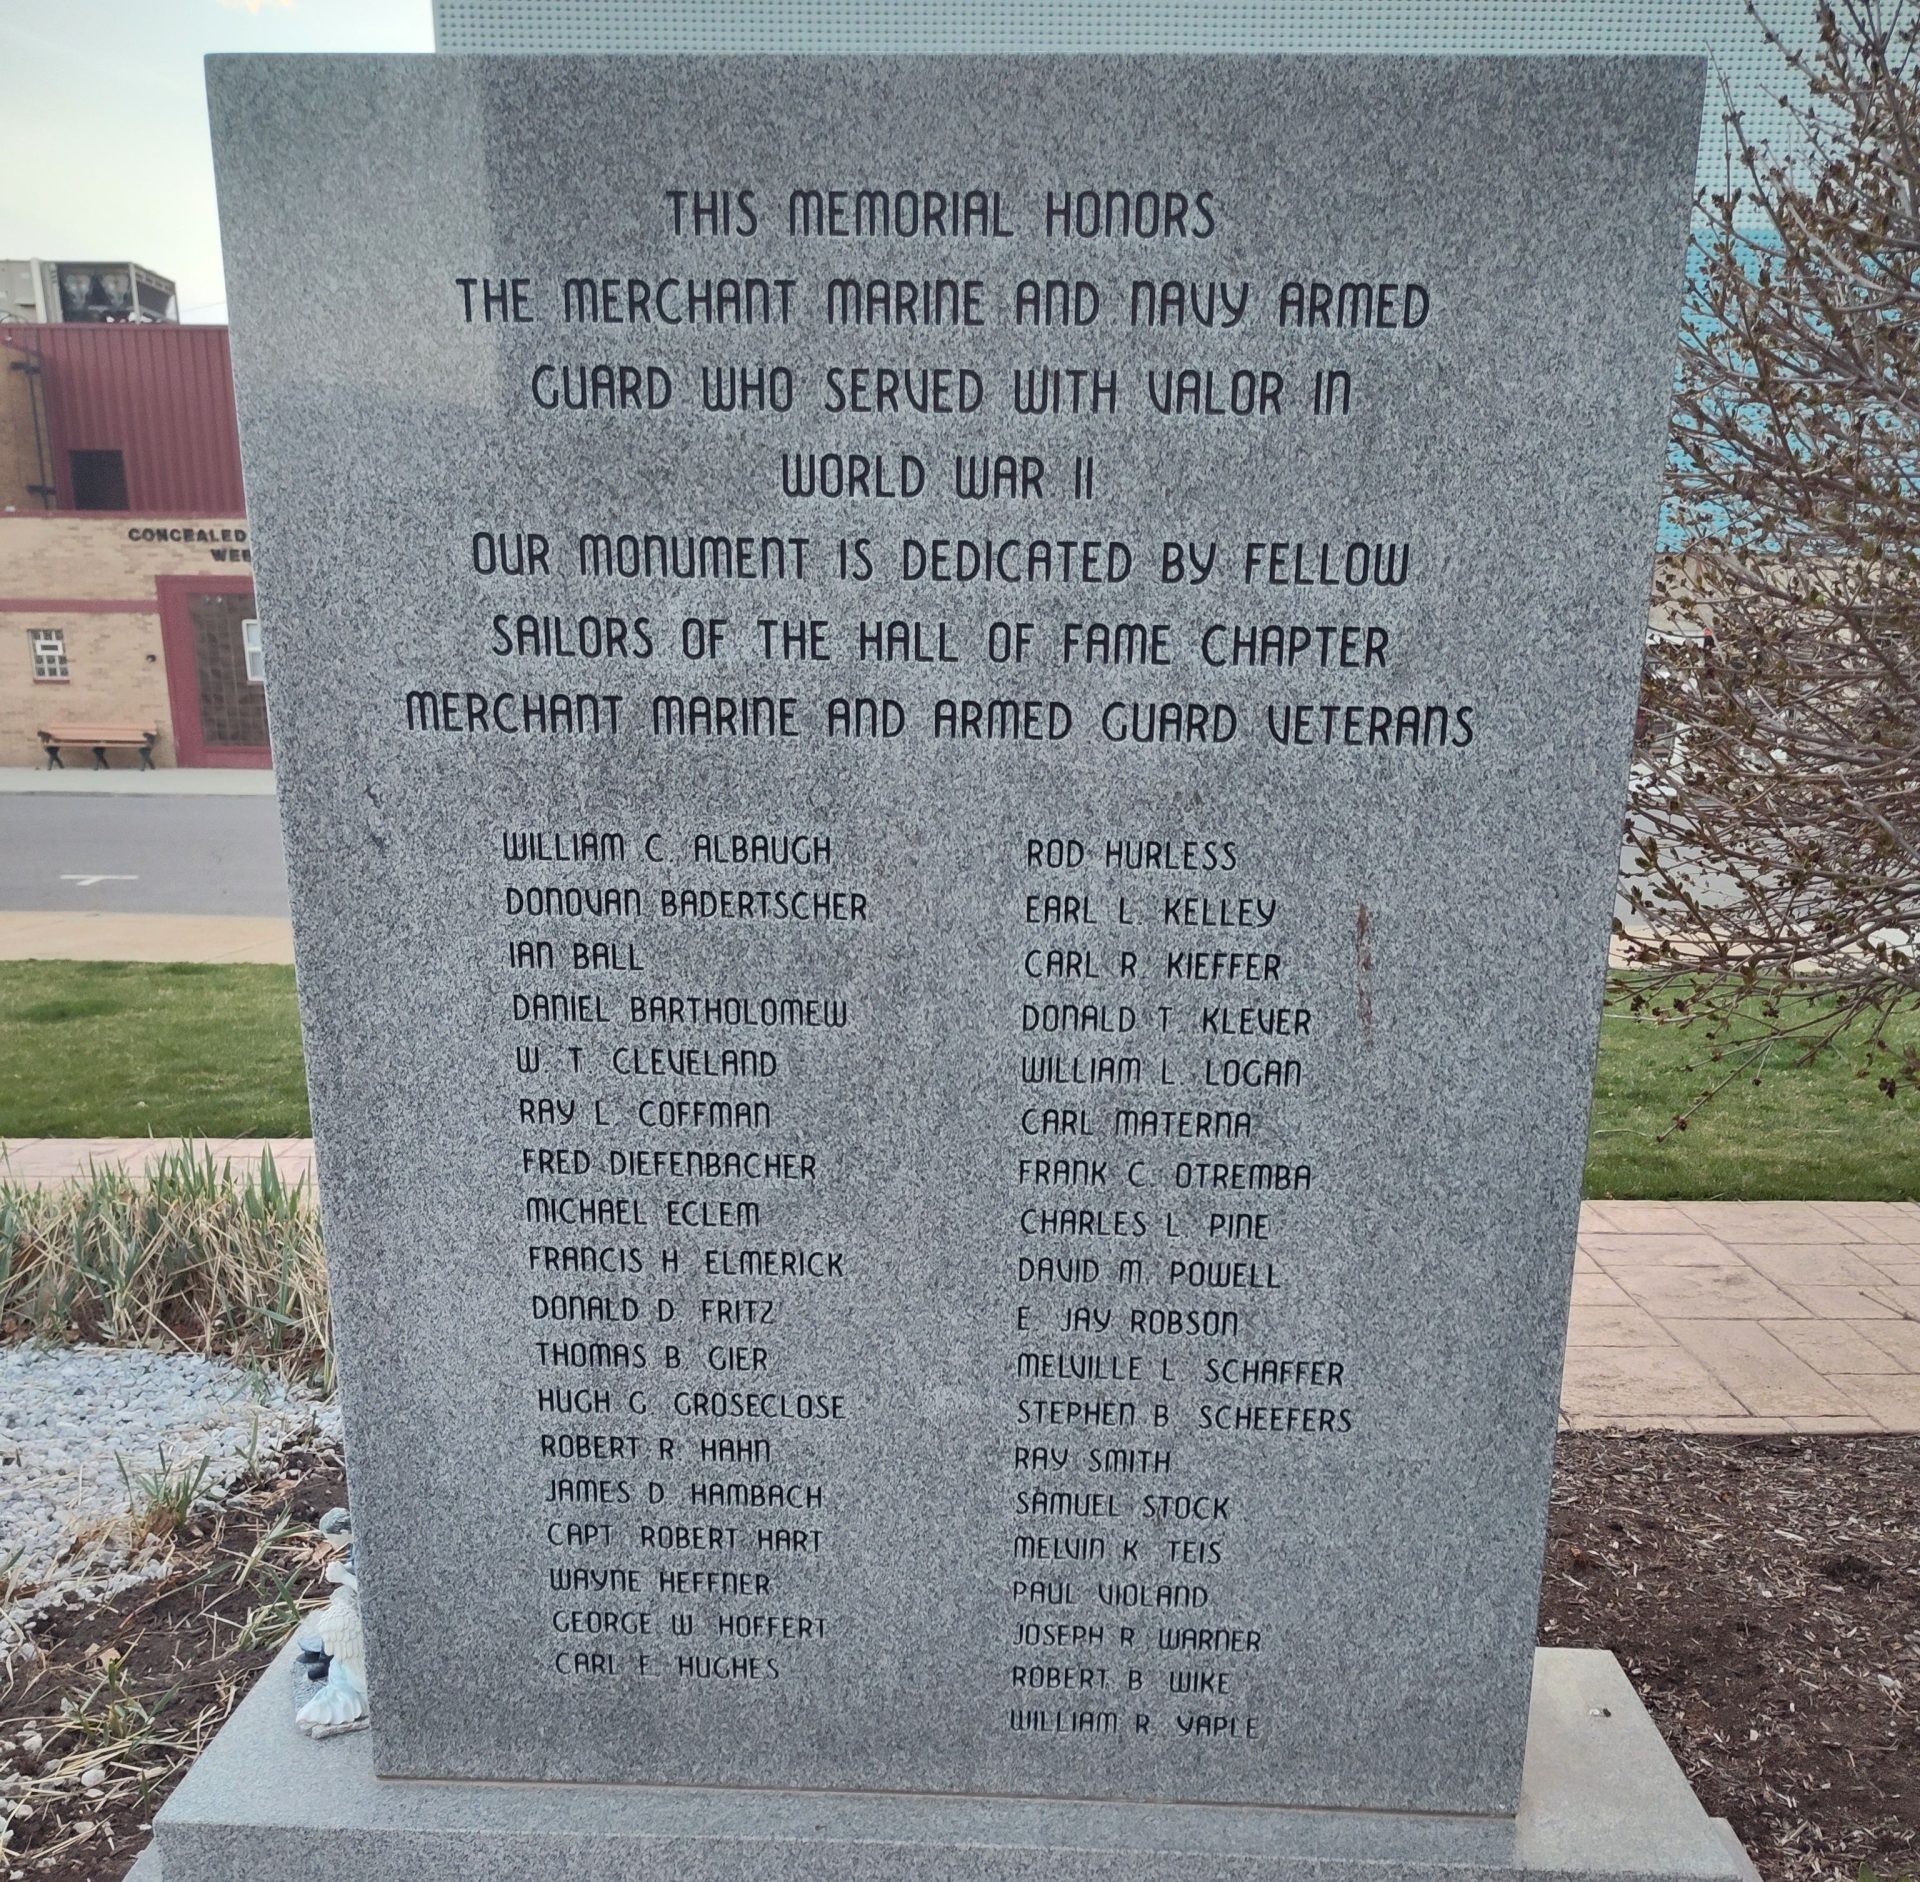 CONCEALED
THIS MEMORIAL HONORS
THE MERCHANT MARINE AND NAVY ARMED
GUARD WHO SERVED WITH VALOR IN
WORLD WAR II
OUR MONUMENT IS DEDICATED BY FELLOW
SAILORS OF THE HALL OF FAME CHAPTER
MERCHANT MARINE AND ARMED GUARD VETERANS
WILLIAM C. ALBAUGH
DONOVAN BADERTSCHER
IAN BALL
DANIEL BARTHOLOMEW
W. T. CLEVELAND
RAY L. COFFMAN
FRED DIEFENBACHER
MICHAEL ECLEM
FRANCIS H. ELMERICK
DONALD D. FRITZ
THOMAS B. GIER
HUGH G. GROSECLOSE
ROBERT R. HAHN
JAMES D. HAMBACH
CAPT. ROBERT HART
WAYNE HEFFNER
GEORGE W. HOFFERT
CARL E. HUGHES
ROD HURLESS
EARL L. KELLEY
CARL R. KIEFFER
DONALD T. KLEVER
WILLIAM L. LOGAN
CARL MATERNA
FRANK C. OTREMBA
CHARLES L. PINE
DAVID M. POWELL
E. JAY ROBSON
MELVILLE L. SCHAFFER
STEPHEN B. SCHEEFERS
RAY SMITH
SAMUEL STOCK
MELVIN K. TEIS
PAUL VIOLAND
JOSEPH R. WARNER
ROBERT B. WIKE
WILLIAM R. YAPLE